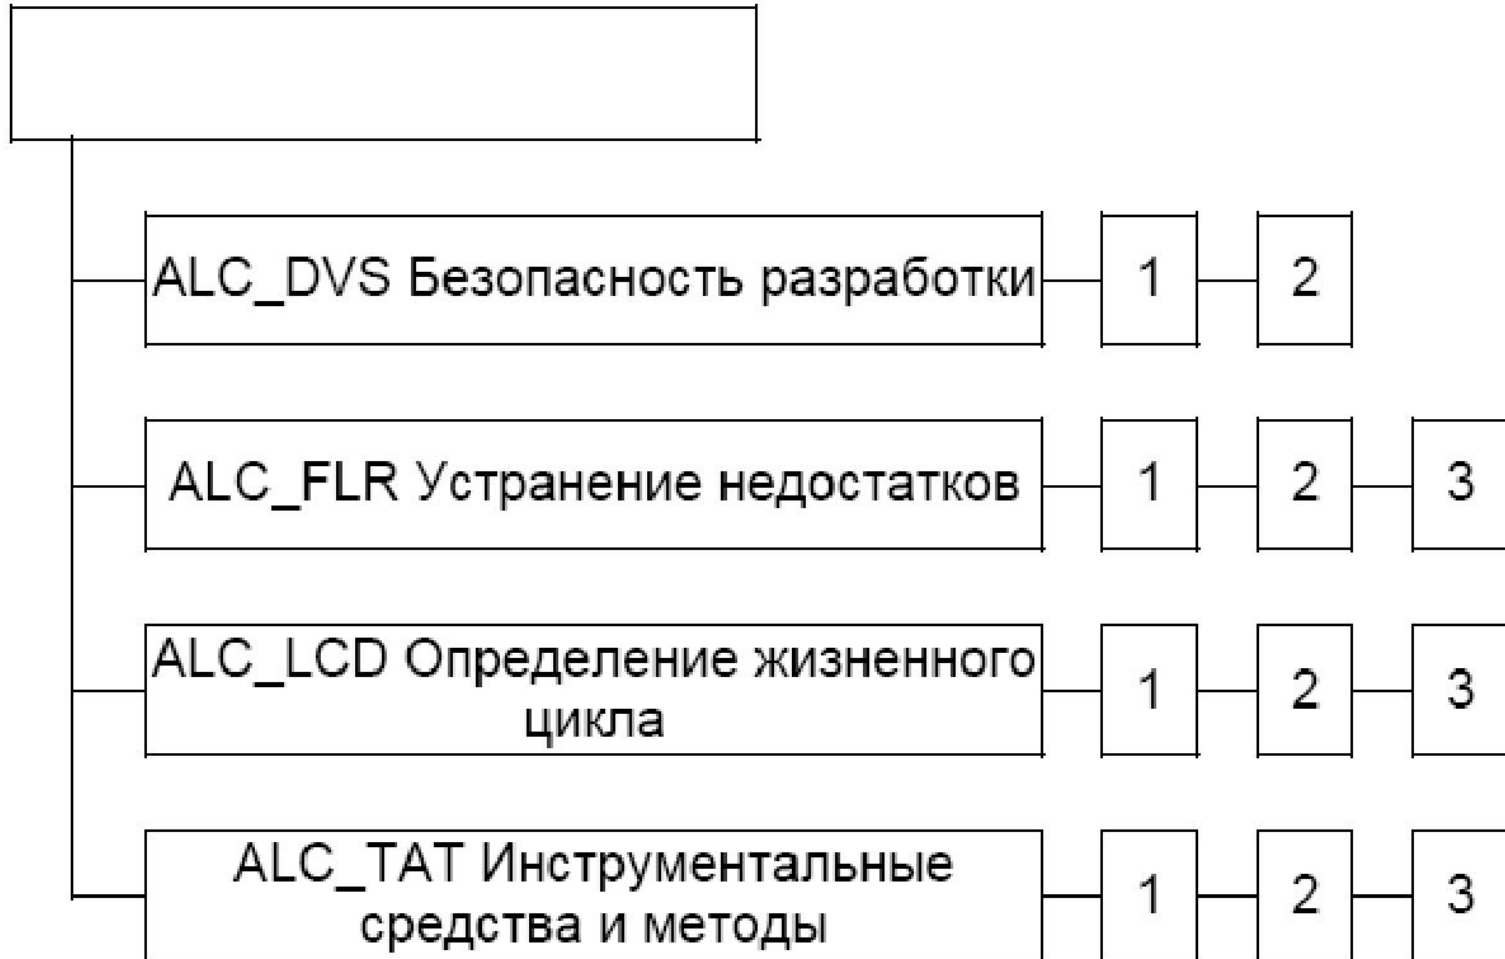 ALC_DVS Безопасность разработки 1 2
ALC_FLR Устранение недостатков 1 2 3
ALC_LCD Определение жизненного
цикла 1 2 3
ALC_TAT Инструментальные
средства и методы 1 2 3